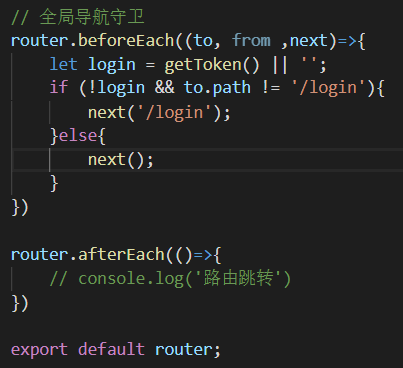 // 全局导航守卫
router.beforeEach((to, from ,next)=>{
    let login = getToken() || '';
    if (!login && to.path != '/login'){
        next('/login');
    }else{
        next();
    }
})

router.afterEach(()=>{
    // console.log('路由跳转')
})

export default router;